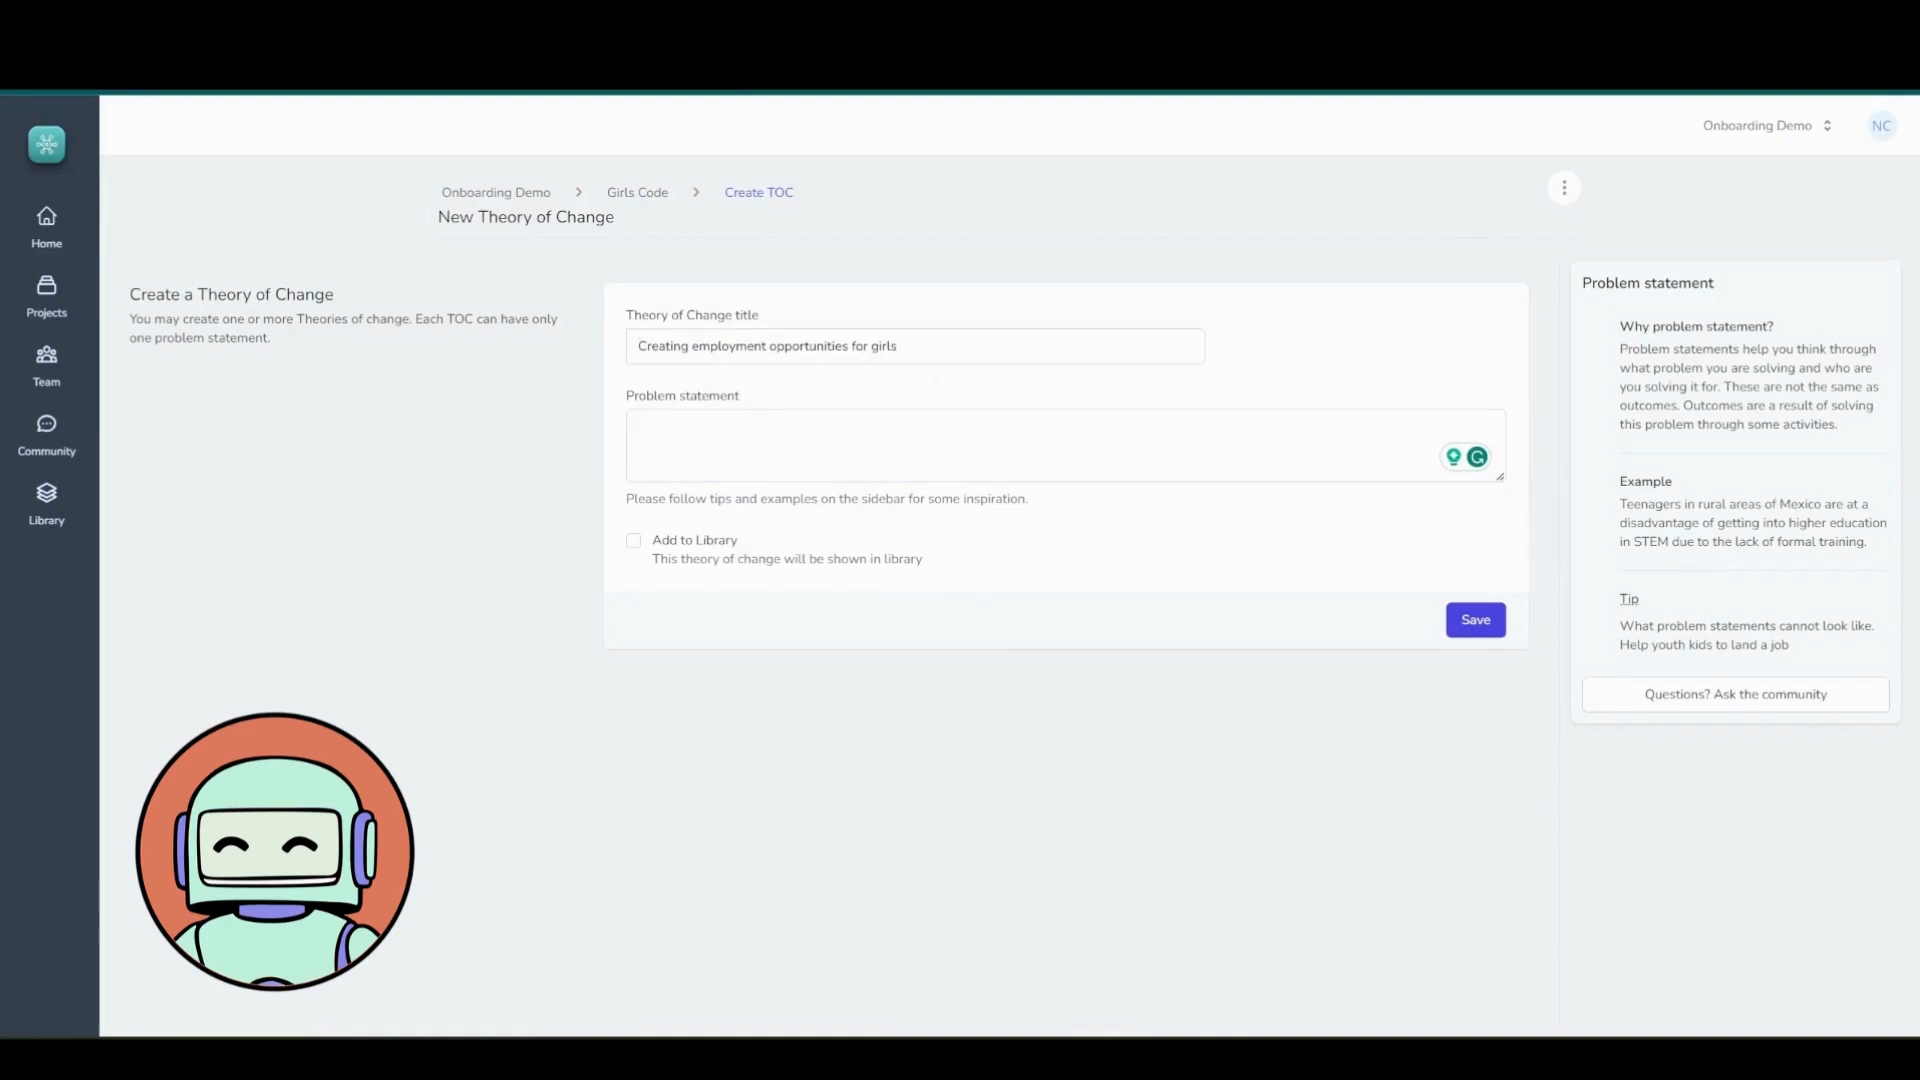 Onboarding Demo
NC
Home
Projects
Team
Community
Library
Onboarding Demo > Girls Code > Create TOC
New Theory of Change
Create a Theory of Change
You may create one or more Theories of change. Each TOC can have only
one problem statement.
Theory of Change title
Creating employment opportunities for girls
Problem statement
Please follow tips and examples on the sidebar for some inspiration.
Add to Library
This theory of change will be shown in library
Save
Problem statement
Why problem statement?
Problem statements help you think through
what problem you are solving and who are
you solving it for. These are not the same as
outcomes. Outcomes are a result of solving
this problem through some activities.
Example
Teenagers in rural areas of Mexico are at a
disadvantage of getting into higher education
in STEM due to the lack of formal training.
Tip
What problem statements cannot look like.
Help youth kids to land a job
Questions? Ask the community